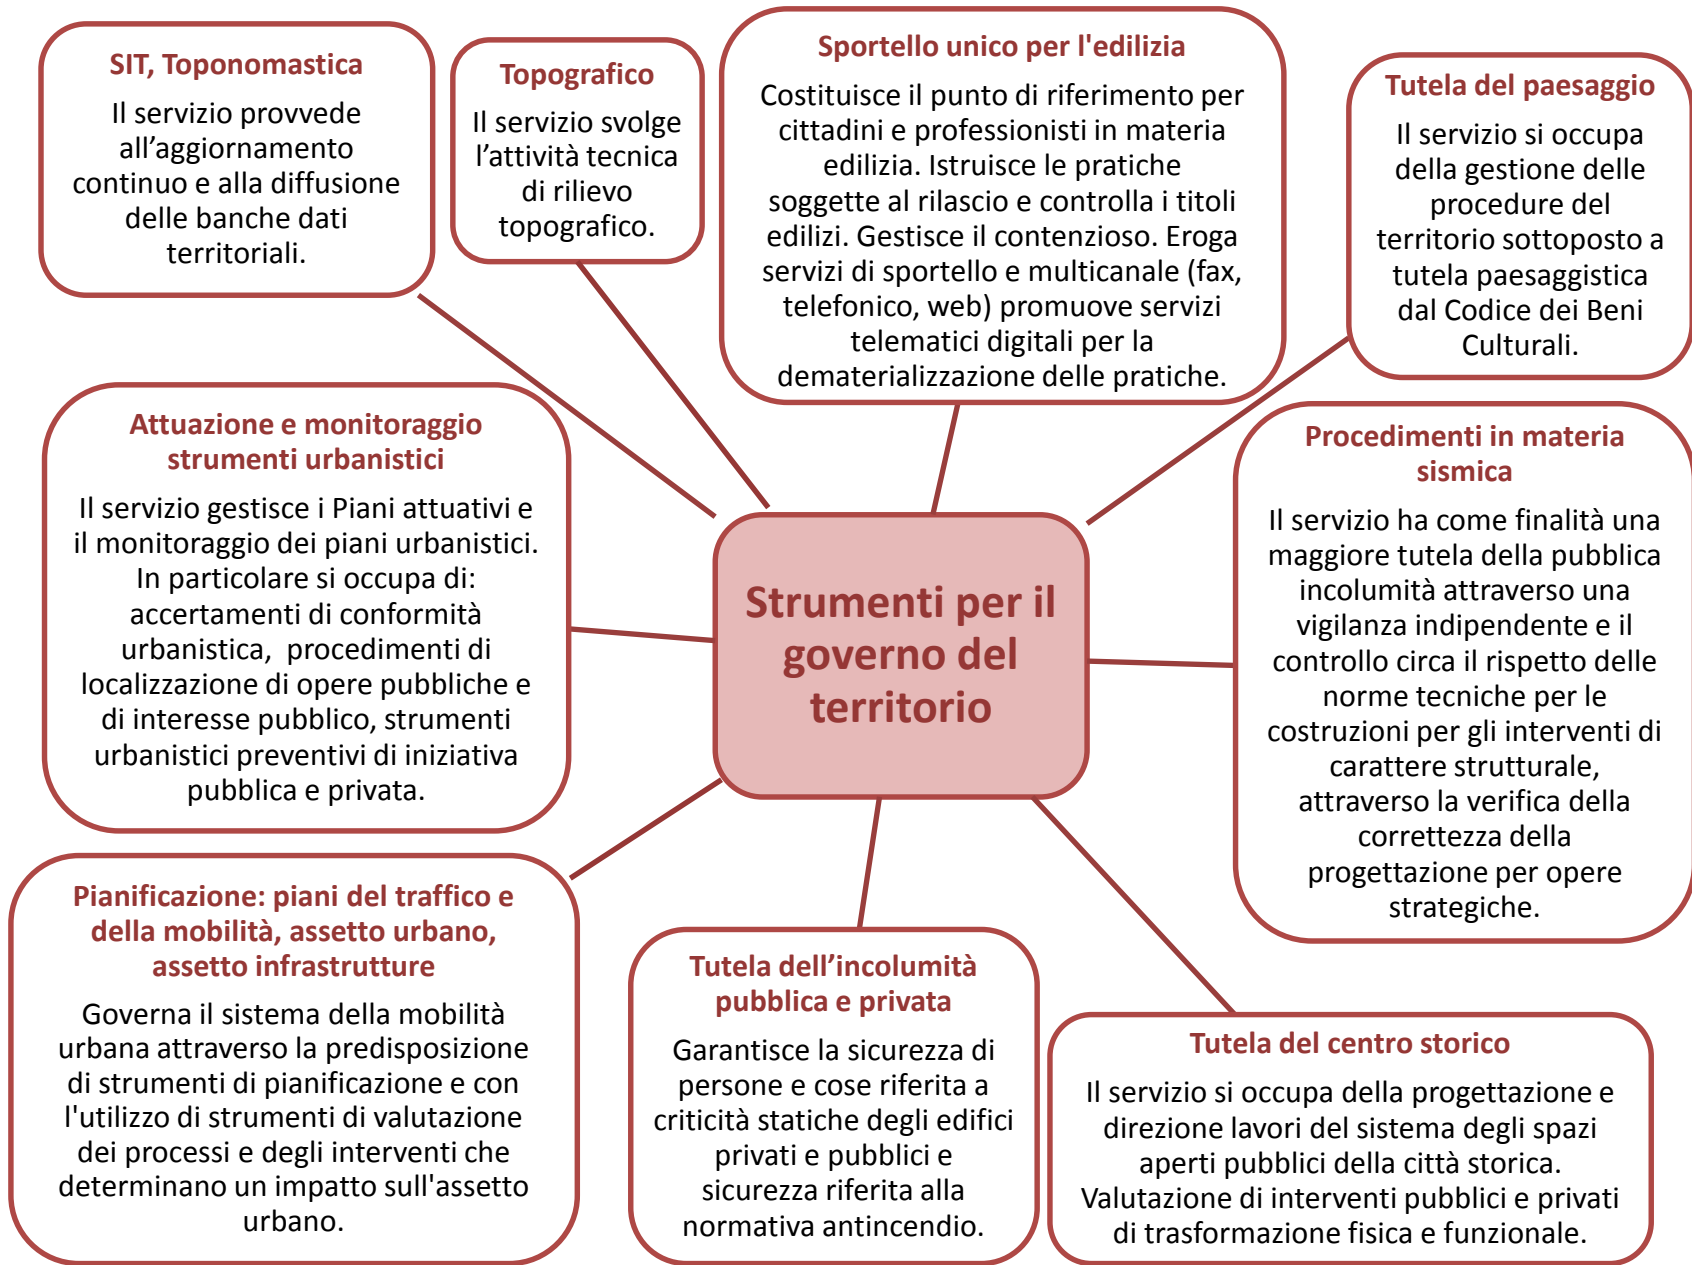 SIT, Toponomastica
Il servizio provvede
all’aggiornamento
continuo e alla diffusione
delle banche dati
territoriali.
Topografico
Il servizio svolge
l’attività tecnica
di rilievo
topografico.
Sportello unico per l'edilizia
Costituisce il punto di riferimento per
cittadini e professionisti in materia
edilizia. Istruisce le pratiche
soggette al rilascio e controlla i titoli
edilizi. Gestisce il contenzioso. Eroga
servizi di sportello e multicanale (fax,
telefonico, web) promuove servizi
telematici digitali per la
dematerializzazione delle pratiche.
Tutela del paesaggio
Il servizio si occupa
della gestione delle
procedure del
territorio sottoposto a
tutela paesaggistica
dal Codice dei Beni
Culturali.
Attuazione e monitoraggio
strumenti urbanistici
Il servizio gestisce i Piani attuativi e
il monitoraggio dei piani urbanistici.
In particolare si occupa di:
accertamenti di conformità
urbanistica,  procedimenti di
localizzazione di opere pubbliche e
di interesse pubblico, strumenti
urbanistici preventivi di iniziativa
pubblica e privata.
Strumenti per il
governo del
territorio
Procedimenti in materia
sismica
Il servizio ha come finalità una
maggiore tutela della pubblica
incolumità attraverso una
vigilanza indipendente e il
controllo circa il rispetto delle
norme tecniche per le
costruzioni per gli interventi di
carattere strutturale,
attraverso la verifica della
correttezza della
progettazione per opere
strategiche.
Pianificazione: piani del traffico e
della mobilità, assetto urbano,
assetto infrastrutture
Governa il sistema della mobilità
urbana attraverso la predisposizione
di strumenti di pianificazione e con
l'utilizzo di strumenti di valutazione
dei processi e degli interventi che
determinano un impatto sull'assetto
urbano.
Tutela dell’incolumità
pubblica e privata
Garantisce la sicurezza di
persone e cose riferita a
criticità statiche degli edifici
privati e pubblici e
sicurezza riferita alla
normativa antincendio.
Tutela del centro storico
Il servizio si occupa della progettazione e
direzione lavori del sistema degli spazi
aperti pubblici della città storica.
Valutazione di interventi pubblici e privati
di trasformazione fisica e funzionale.